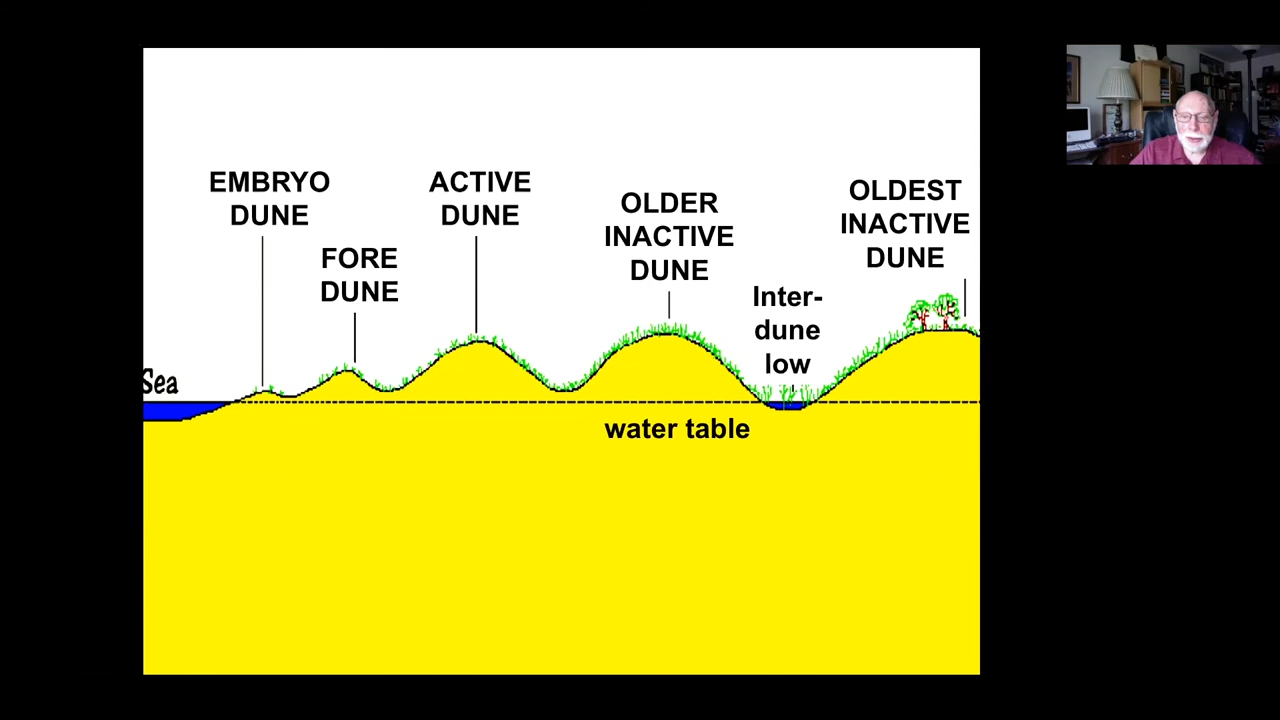 EMBRYO
DUNE
FORE
DUNE
ACTIVE
DUNE
OLDER
INACTIVE
DUNE
Inter-
dune
low
OLDEST
INACTIVE
DUNE
Sea
water table